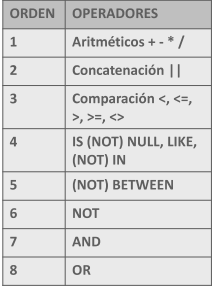 ORDEN OPERADORES
1 Aritméticos + - * /
2 Concatenación ||
3 Comparación <, <=,
>, >=, <>
4 IS (NOT) NULL, LIKE,
(NOT) IN
5 (NOT) BETWEEN
6 NOT
7 AND
8 OR